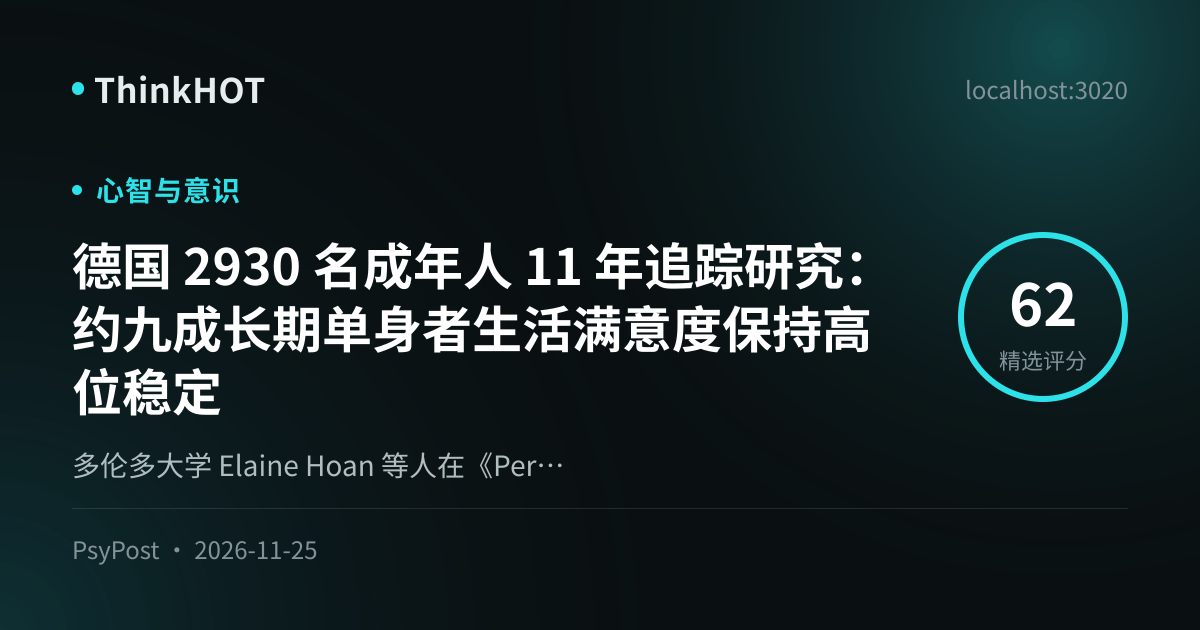 ThinkHOT
localhost:3020
心智与意识
德国 2930 名成年人 11 年追踪研究：
约九成长期单身者生活满意度保持高
位稳定
62
精选评分
多伦多大学 Elaine Hoan 等人在《Per…
PsyPost · 2026-11-25